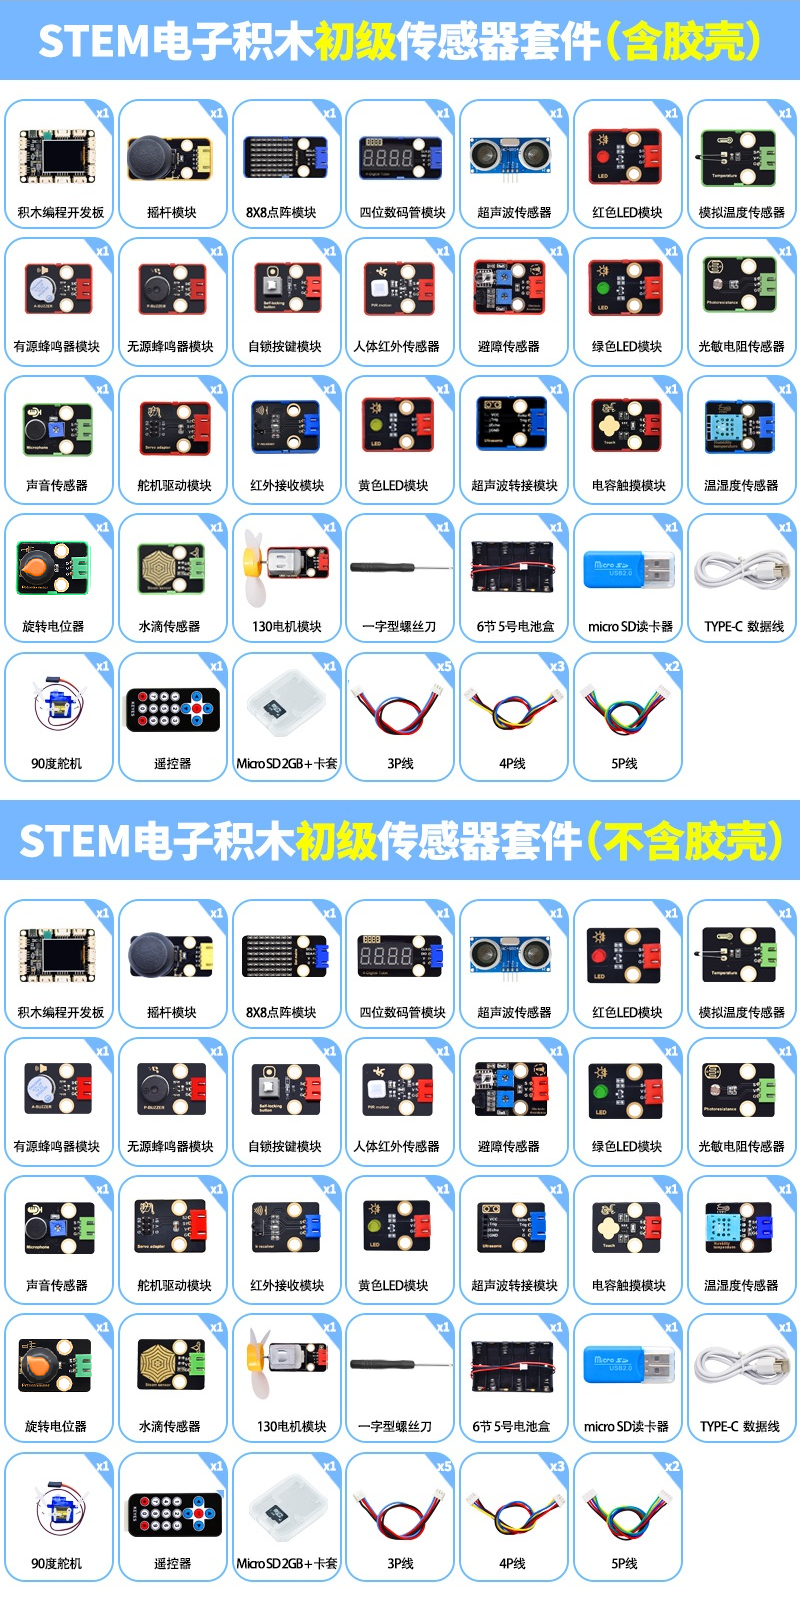 STEM电子积木初级传感器套件(含胶壳)
x1 x1 x1 x1 x1 x1 x1
积木编程开发板 摇杆模块 8X8点阵模块 四位数码管模块 超声波传感器 红色LED模块 模拟温度传感器
x1 x1 x1 x1 x1 x1 x1
有源蜂鸣器模块 无源蜂鸣器模块 自锁按键模块 人体红外传感器 避障传感器 绿色LED模块 光敏电阻传感器
x1 x1 x1 x1 x1 x1 x1
声音传感器 舵机驱动模块 红外接收模块 黄色LED模块 超声波转接模块 电容触摸模块 温湿度传感器
x1 x1 x1 x1 x1 x1 x1
旋转电位器 水滴传感器 130电机模块 一字型螺丝刀 6节5号电池盒 micro SD读卡器 TYPE-C 数据线
x1 x1 x1 x5 x3 x2
90度舵机 遥控器 Micro SD 2GB+卡套 3P线 4P线 5P线
STEM电子积木初级传感器套件(不含胶壳)
x1 x1 x1 x1 x1 x1 x1
积木编程开发板 摇杆模块 8X8点阵模块 四位数码管模块 超声波传感器 红色LED模块 模拟温度传感器
x1 x1 x1 x1 x1 x1 x1
有源蜂鸣器模块 无源蜂鸣器模块 自锁按键模块 人体红外传感器 避障传感器 绿色LED模块 光敏电阻传感器
x1 x1 x1 x1 x1 x1 x1
声音传感器 舵机驱动模块 红外接收模块 黄色LED模块 超声波转接模块 电容触摸模块 温湿度传感器
x1 x1 x1 x1 x1 x1 x1
旋转电位器 水滴传感器 130电机模块 一字型螺丝刀 6节5号电池盒 micro SD读卡器 TYPE-C 数据线
x1 x1 x1 x5 x3 x2
90度舵机 遥控器 Micro SD 2GB+卡套 3P线 4P线 5P线